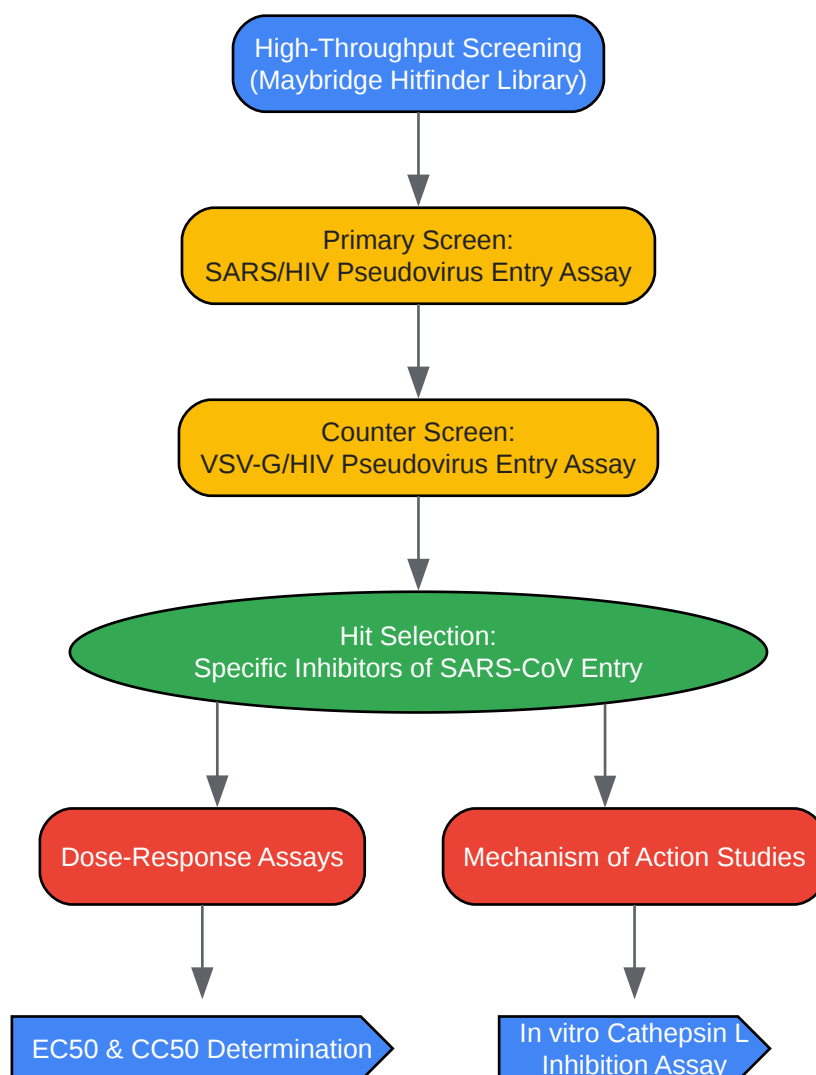 High-Throughput Screening
(Maybridge Hitfinder Library)
Primary Screen:
SARS/HIV Pseudovirus Entry Assay
Counter Screen:
VSV-G/HIV Pseudovirus Entry Assay
Hit Selection:
Specific Inhibitors of SARS-CoV Entry
Dose-Response Assays
Mechanism of Action Studies
EC50 & CC50 Determination
In vitro Cathepsin L
Inhibition Assay